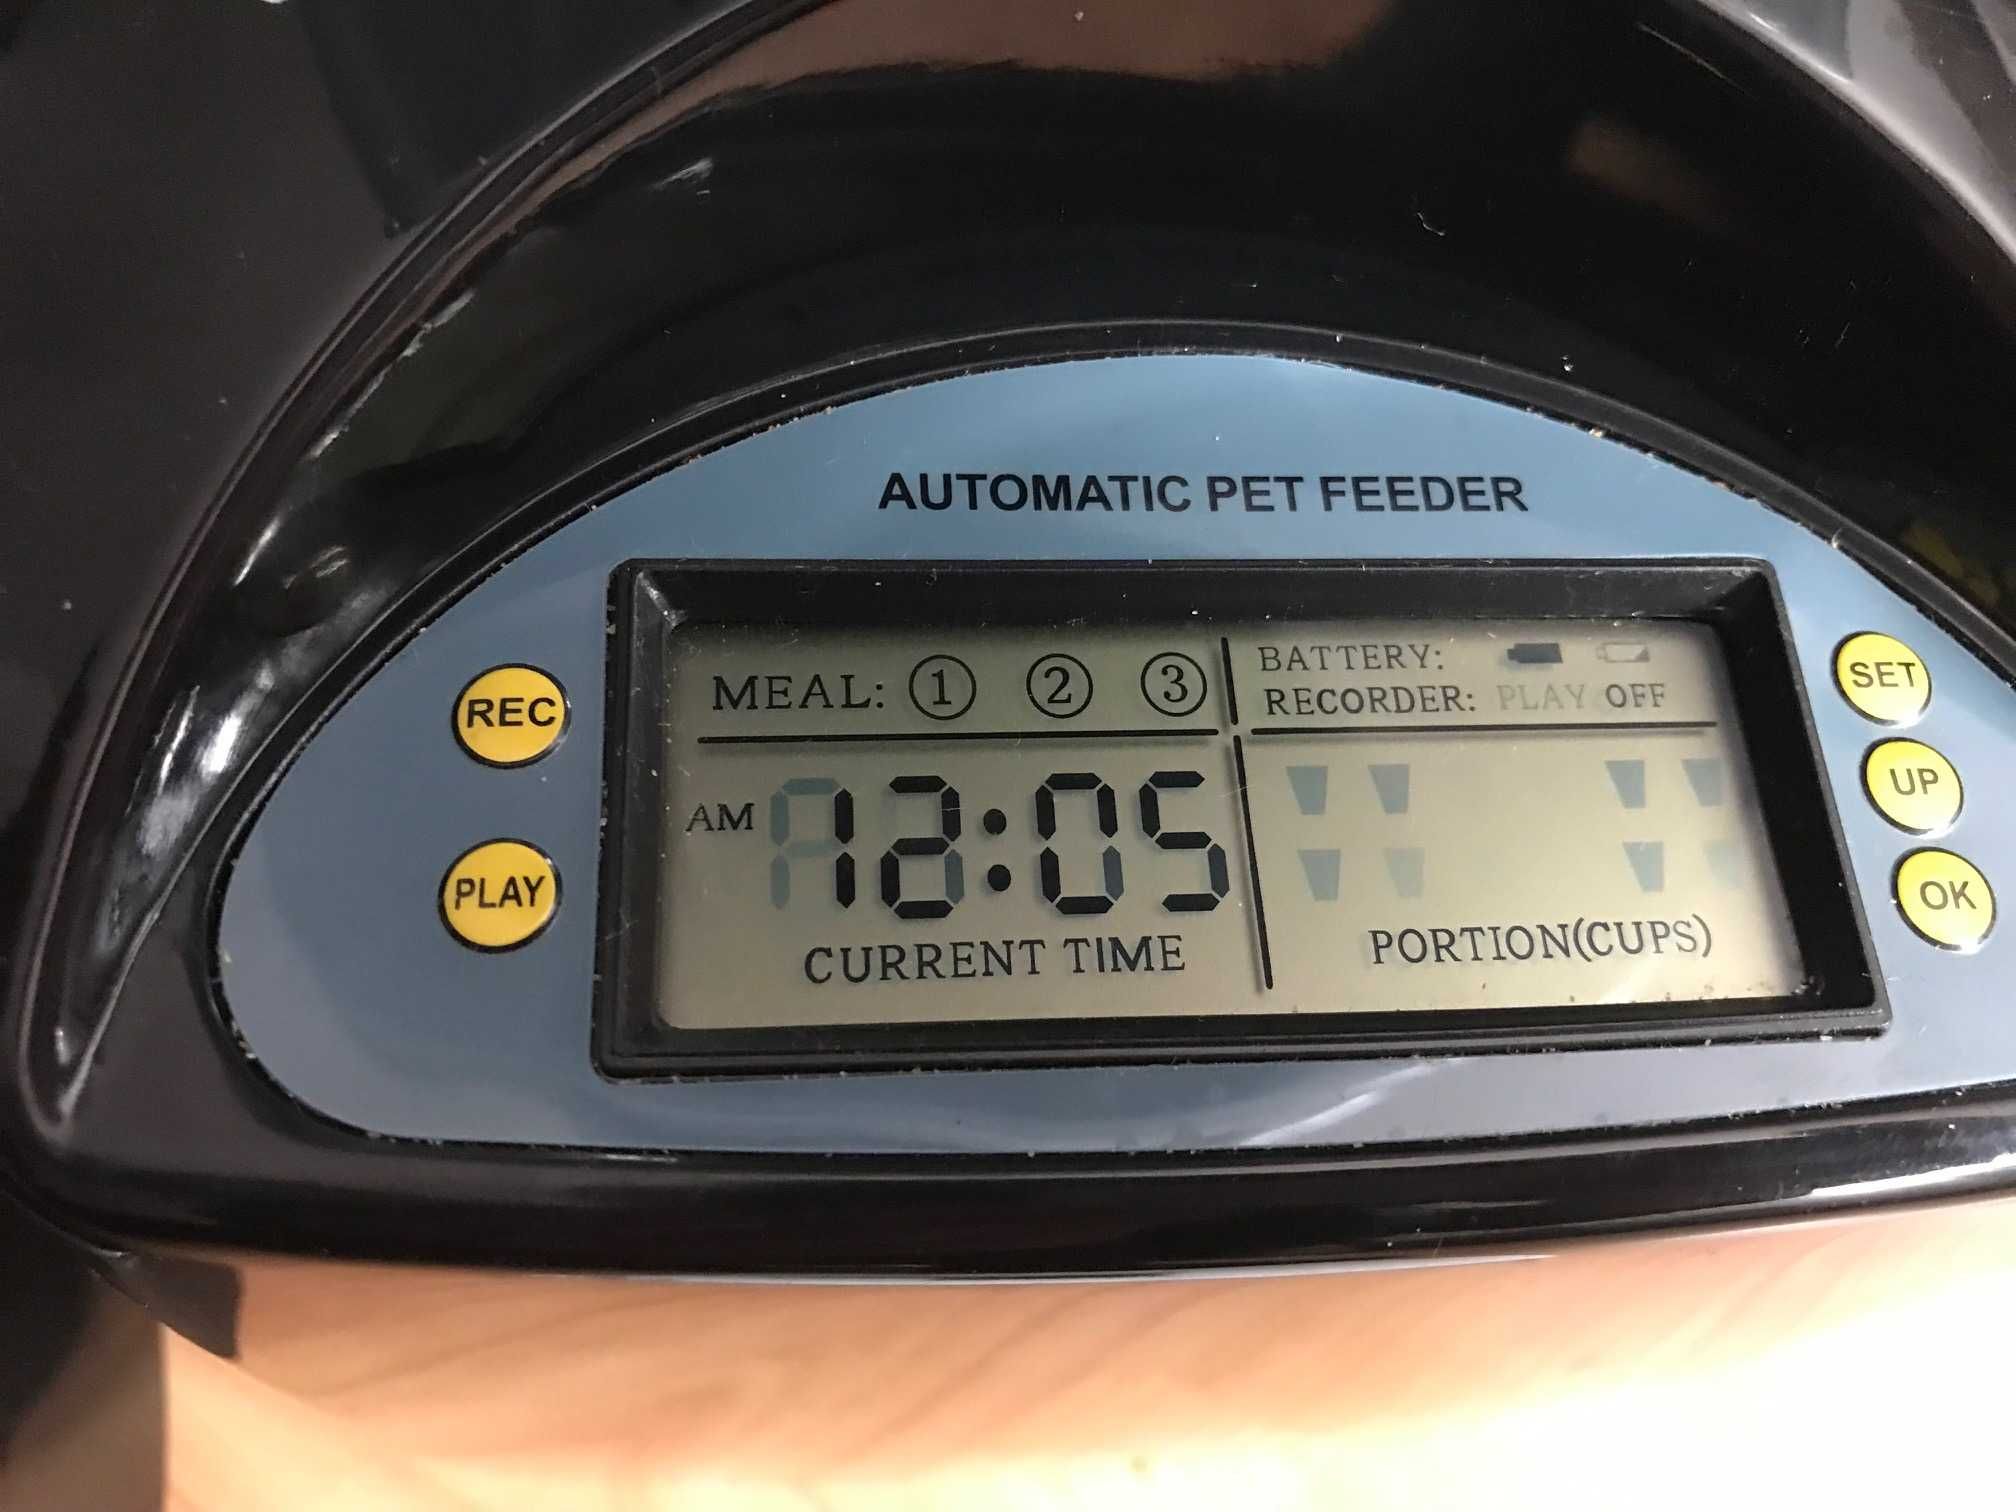 AUTOMATIC PET FEEDER
REC
PLAY
MEAL: ① ② ③
BATTERY:
RECORDER: PLAY OFF
AM 12:05
CURRENT TIME
PORTION(CUPS)
SET
UP
OK